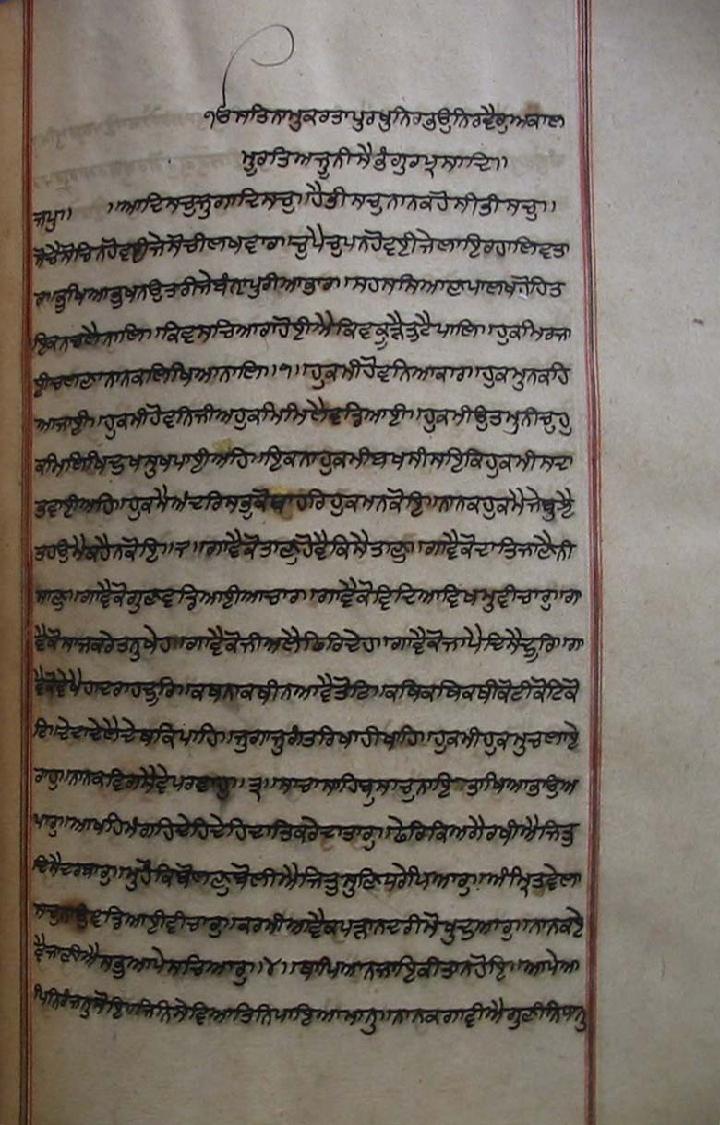 ੴ ਸਤਿਨਾਮੁ ਕਰਤਾ ਪੁਰਖੁ ਨਿਰਭਉ ਨਿਰਵੈਰੁ ਅਕਾਲ
ਮੂਰਤਿ ਅਜੂਨੀ ਸੈਭੰ ਗੁਰਪ੍ਰਸਾਦਿ॥
ਜਪੁ॥ ॥ਆਦਿ ਸਚੁ ਜੁਗਾਦਿ ਸਚੁ॥ ਹੈ ਭੀ ਸਚੁ ਨਾਨਕ ਹੋਸੀ ਭੀ ਸਚੁ॥
ਸੋਚੈ ਸੋਚਿ ਨ ਹੋਵਈ ਜੇ ਸੋਚੀ ਲਖ ਵਾਰ॥ ਚੁਪੈ ਚੁਪ ਨ ਹੋਵਈ ਜੇ ਲਾਇ ਰਹਾ ਲਿਵ ਤਾ
ਰ॥ ਭੁਖਿਆ ਭੁਖ ਨ ਉਤਰੀ ਜੇ ਬੰਨਾ ਪੁਰੀਆ ਭਾਰ॥ ਸਹਸ ਸਿਆਣਪਾ ਲਖ ਹੋਹਿ ਤ
ਇਕ ਨ ਚਲੈ ਨਾਲਿ॥ ਕਿਵ ਸਚਿਆਰਾ ਹੋਈਐ ਕਿਵ ਕੂੜੈ ਤੁਟੈ ਪਾਲਿ॥ ਹੁਕਮਿ ਰਜਾ
ਈ ਚਲਣਾ ਨਾਨਕ ਲਿਖਿਆ ਨਾਲਿ॥੧॥ ਹੁਕਮੀ ਹੋਵਨਿ ਆਕਾਰ॥ ਹੁਕਮੁ ਨ ਕਹਿ
ਆ ਜਾਈ॥ ਹੁਕਮੀ ਹੋਵਨਿ ਜੀਅ ਹੁਕਮਿ ਮਿਲੈ ਵਡਿਆਈ॥ ਹੁਕਮੀ ਉਤਮੁ ਨੀਚੁ ਹੁ
ਕਮਿ ਲਿਖਿ ਦੁਖ ਸੁਖ ਪਾਈਅਹਿ॥ ਇਕਨਾ ਹੁਕਮੀ ਬਖਸੀਸ ਇਕਿ ਹੁਕਮੀ ਸਦਾ
ਭਵਾਈਅਹਿ॥ ਹੁਕਮੈ ਅੰਦਰਿ ਸਭੁ ਕੋ ਬਾਹਰਿ ਹੁਕਮ ਨ ਕੋਇ॥ ਨਾਨਕ ਹੁਕਮੈ ਜੇ ਬੁਝੈ
ਤ ਹਉਮੈ ਕਹੈ ਨ ਕੋਇ॥੨॥ ਗਾਵੈ ਕੋ ਤਾਣੁ ਹੋਵੈ ਕਿਸੈ ਤਾਣੁ॥ ਗਾਵੈ ਕੋ ਦਾਤਿ ਜਾਣੈ ਨੀ
ਸਾਣੁ॥ ਗਾਵੈ ਕੋ ਗੁਣ ਵਡਿਆਈਆ ਚਾਰ॥ ਗਾਵੈ ਕੋ ਵਿਦਿਆ ਵਿਖਮੁ ਵੀਚਾਰੁ॥ ਗਾ
ਵੈ ਕੋ ਸਾਜਿ ਕਰੇ ਤਨੁ ਖੇਹ॥ ਗਾਵੈ ਕੋ ਜੀਅ ਲੈ ਫਿਰਿ ਦੇਹ॥ ਗਾਵੈ ਕੋ ਜਾਪੈ ਦਿਸੈ ਦੂਰਿ॥ ਗਾ
ਵੈ ਕੋ ਵੇਖੈ ਹਾਦਰਾ ਹਦੂਰਿ॥ ਕਥਨਾ ਕਥੀ ਨ ਆਵੈ ਤੋਟਿ॥ ਕਥਿ ਕਥਿ ਕਥੀ ਕੋਟੀ ਕੋਟਿ ਕੋ
ਟਿ॥ ਦੇਦਾ ਦੇ ਲੈਦੇ ਥਕਿ ਪਾਹਿ॥ ਜੁਗਾ ਜੁਗੰਤਰਿ ਖਾਹੀ ਖਾਹਿ॥ ਹੁਕਮੀ ਹੁਕਮੁ ਚਲਾਏ
ਰਾਹੁ॥ ਨਾਨਕ ਵਿਗਸੈ ਵੇਪਰਵਾਹੁ॥੩॥ ਸਾਚਾ ਸਾਹਿਬੁ ਸਾਚੁ ਨਾਇ ਭਾਖਿਆ ਭਾਉ ਅ
ਪਾਰੁ॥ ਆਖਹਿ ਮੰਗਹਿ ਦੇਹਿ ਦੇਹਿ ਦਾਤਿ ਕਰੇ ਦਾਤਾਰੁ॥ ਫੇਰਿ ਕਿ ਅਗੈ ਰਖੀਐ ਜਿਤੁ
ਦਿਸੈ ਦਰਬਾਰੁ॥ ਮੁਹੌ ਕਿ ਬੋਲਣੁ ਬੋਲੀਐ ਜਿਤੁ ਸੁਣਿ ਧਰੇ ਪਿਆਰੁ॥ ਅੰਮ੍ਰਿਤ ਵੇਲਾ
ਸਚੁ ਨਾਉ ਵਡਿਆਈ ਵੀਚਾਰੁ॥ ਕਰਮੀ ਆਵੈ ਕਪੜਾ ਨਦਰੀ ਮੋਖੁ ਦੁਆਰੁ॥ ਨਾਨਕ ਏ
ਵੈ ਜਾਣੀਐ ਸਭੁ ਆਪੇ ਸਚਿਆਰੁ॥੪॥ ਥਾਪਿਆ ਨ ਜਾਇ ਕੀਤਾ ਨ ਹੋਇ॥ ਆਪੇ ਆ
ਪਿ ਨਿਰੰਜਨੁ ਸੋਇ॥ ਜਿਨਿ ਸੇਵਿਆ ਤਿਨਿ ਪਾਇਆ ਮਾਨੁ॥ ਨਾਨਕ ਗਾਵੀਐ ਗੁਣੀ ਨਿਧਾਨੁ